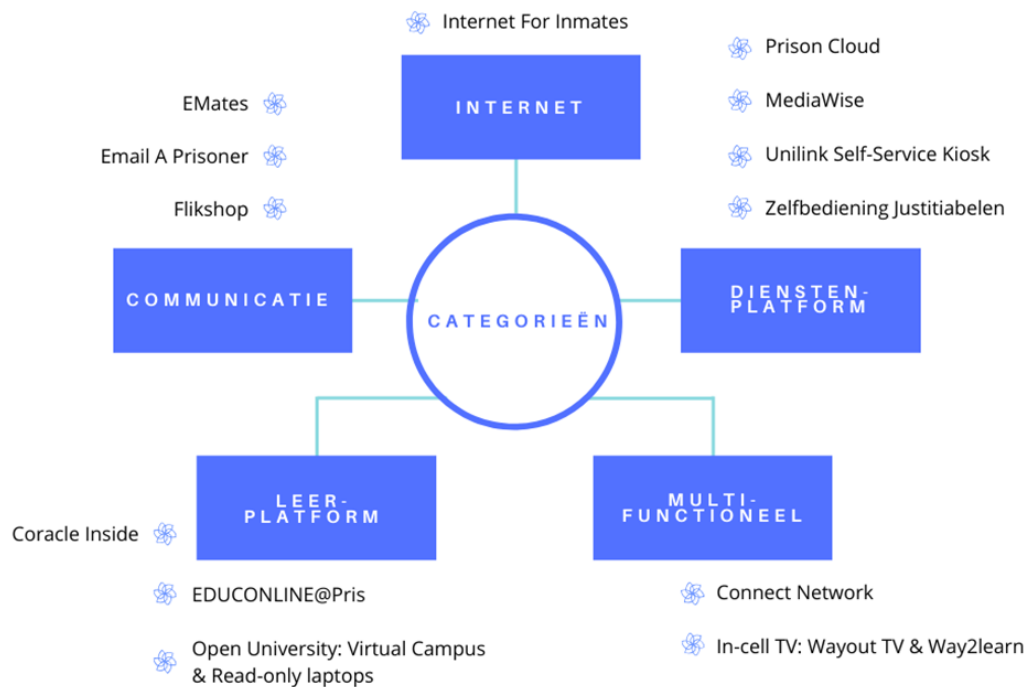 Internet For Inmates
INTERNET
EMates
Email A Prisoner
Flikshop
COMMUNICATIE
Prison Cloud
MediaWise
Unilink Self-Service Kiosk
Zelfbediening Justitiabelen
DIENSTEN-
PLATFORM
CATEGORIEËN
LEER-
PLATFORM
Coracle Inside
EDUCONLINE@Pris
Open University: Virtual Campus
& Read-only laptops
MULTI-
FUNCTIONEEL
Connect Network
In-cell TV: Wayout TV & Way2learn